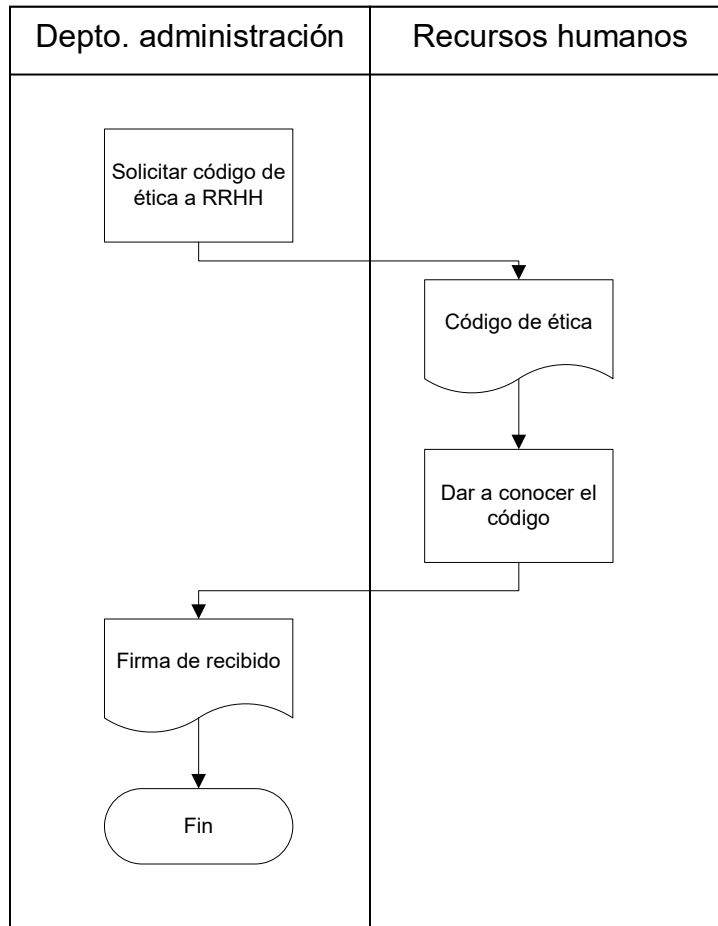 Depto. administración
Recursos humanos
Solicitar código de
ética a RRHH
Código de ética
Dar a conocer el
código
Firma de recibido
Fin